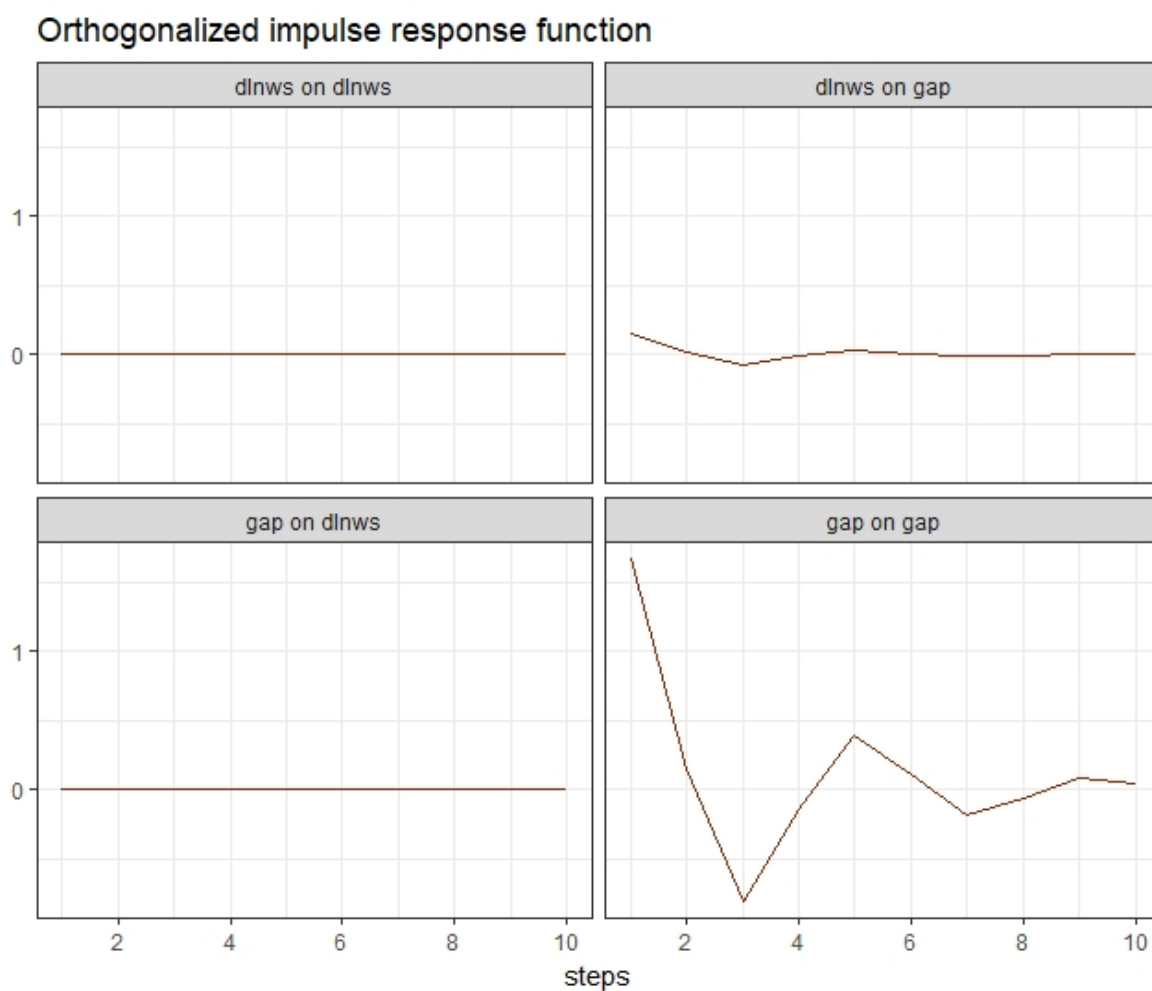 Orthogonalized impulse response function
dlnws on dlnws
dlnws on gap
1
0
gap on dlnws
gap on gap
1
0
2 4 6 8 10 2 4 6 8 10
steps